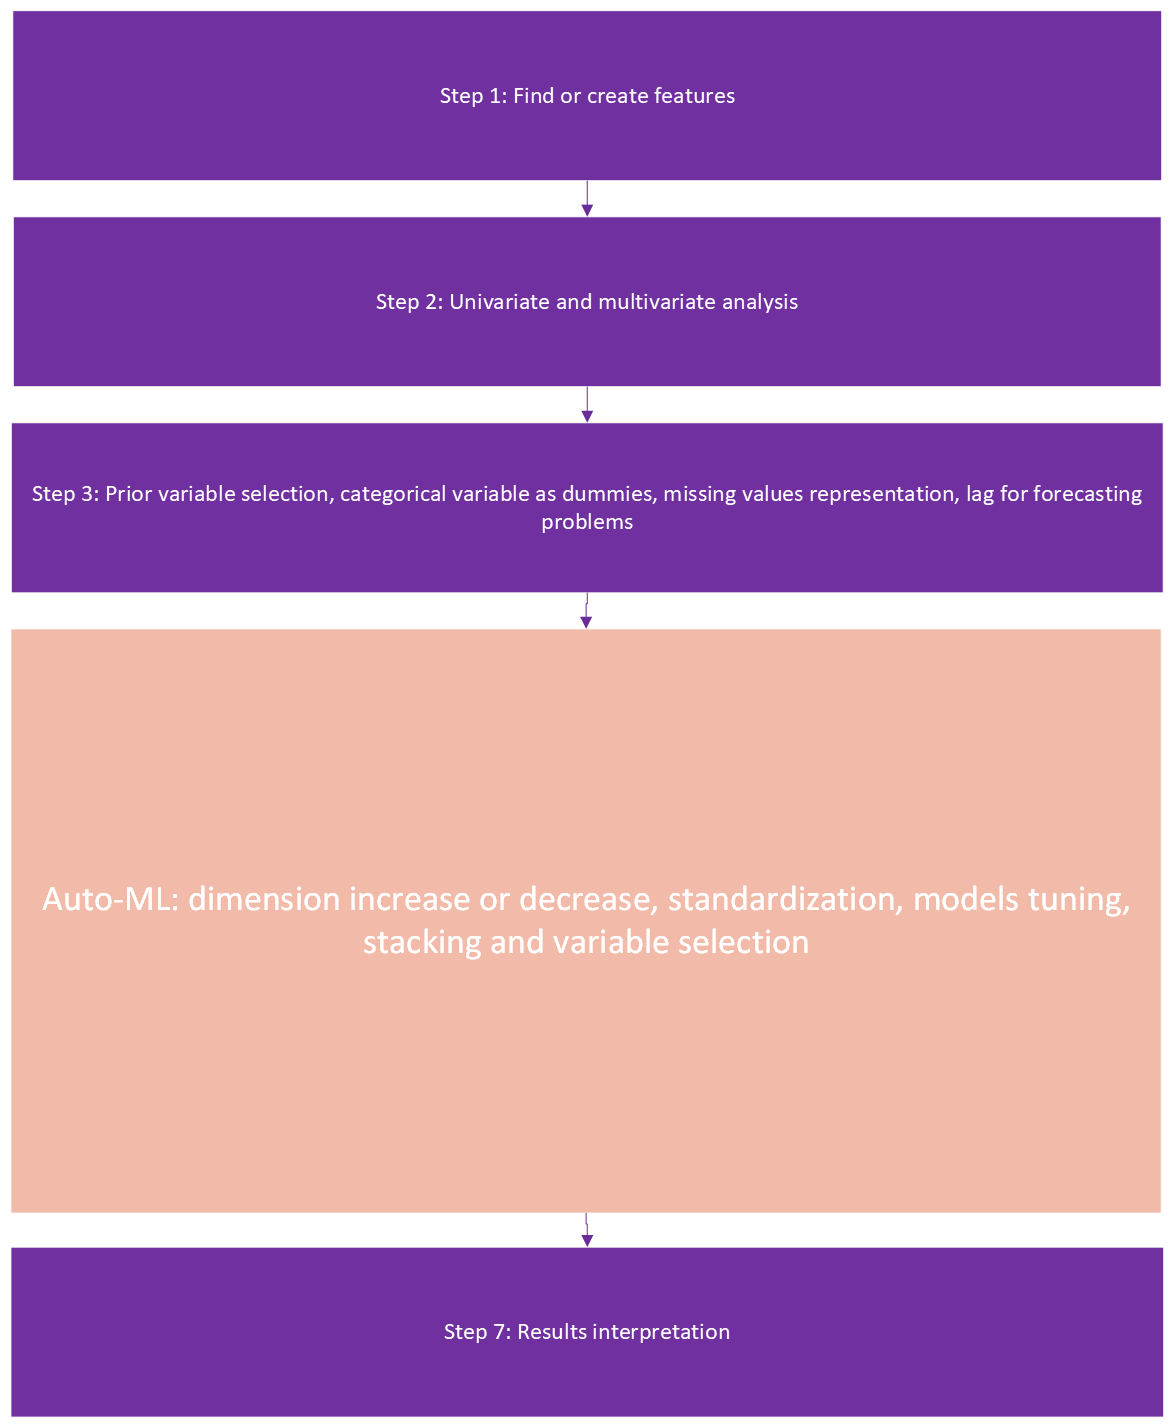 Step 1: Find or create features
Step 2: Univariate and multivariate analysis
Step 3: Prior variable selection, categorical variable as dummies, missing values representation, lag for forecasting
problems
Auto-ML: dimension increase or decrease, standardization, models tuning,
stacking and variable selection
Step 7: Results interpretation